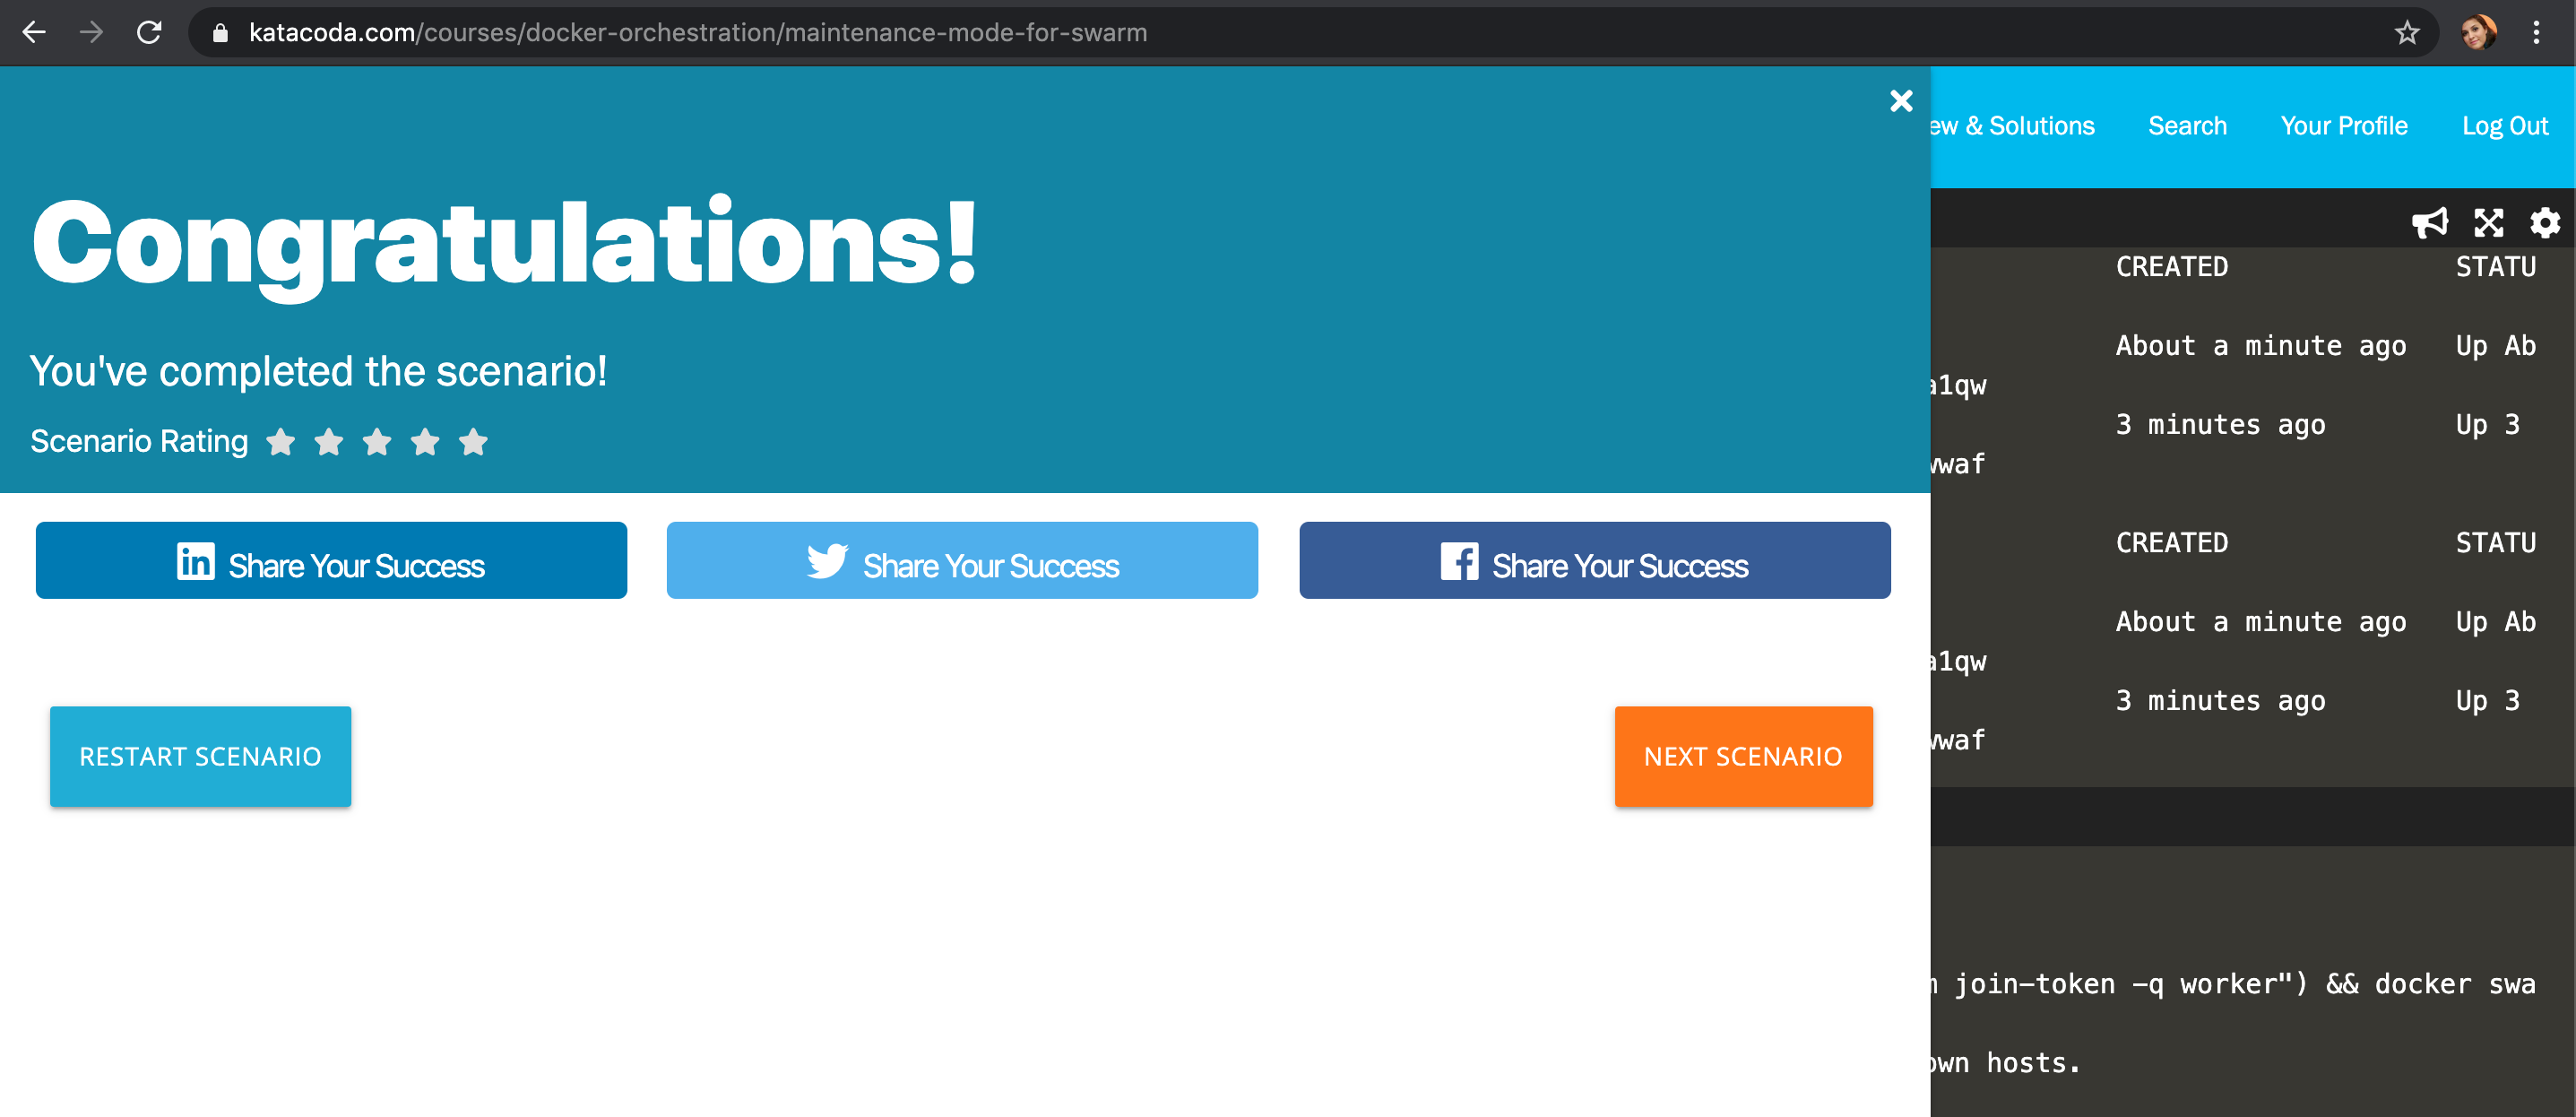 katacoda.com/courses/docker-orchestration/maintenance-mode-for-swarm
Congratulations!
You've completed the scenario!
Scenario Rating
in Share Your Success
Share Your Success
f Share Your Success
RESTART SCENARIO
NEXT SCENARIO
ew & Solutions Search Your Profile Log Out
CREATED STATU
About a minute ago Up Ab
a1qw
3 minutes ago Up 3
wwaf
CREATED STATU
About a minute ago Up Ab
a1qw
3 minutes ago Up 3
wwaf
join-token -q worker") && docker swa
own hosts.